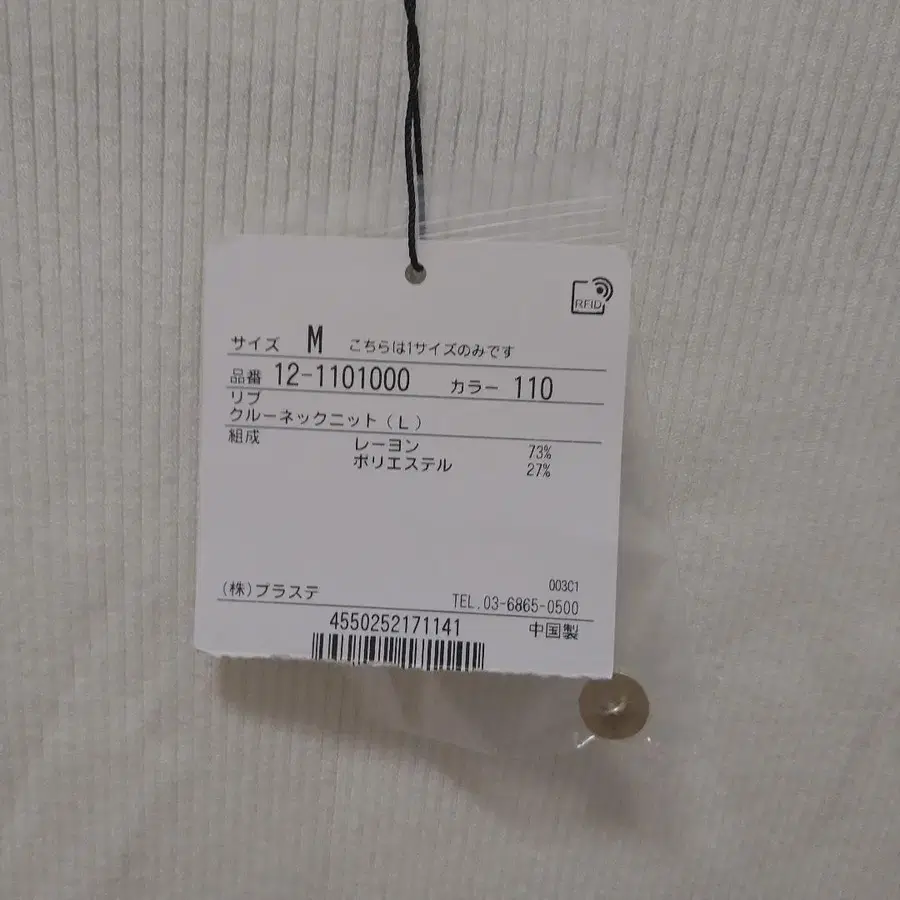 RFID
サイズ M こちらは1サイズのみです
品番 12-1101000 カラー 110
リブ
クルーネックニット(L)
組成 レーヨン 73%
ポリエステル 27%
003C1
(株)プラステ TEL.03-6865-0500
4550252171141 中国製